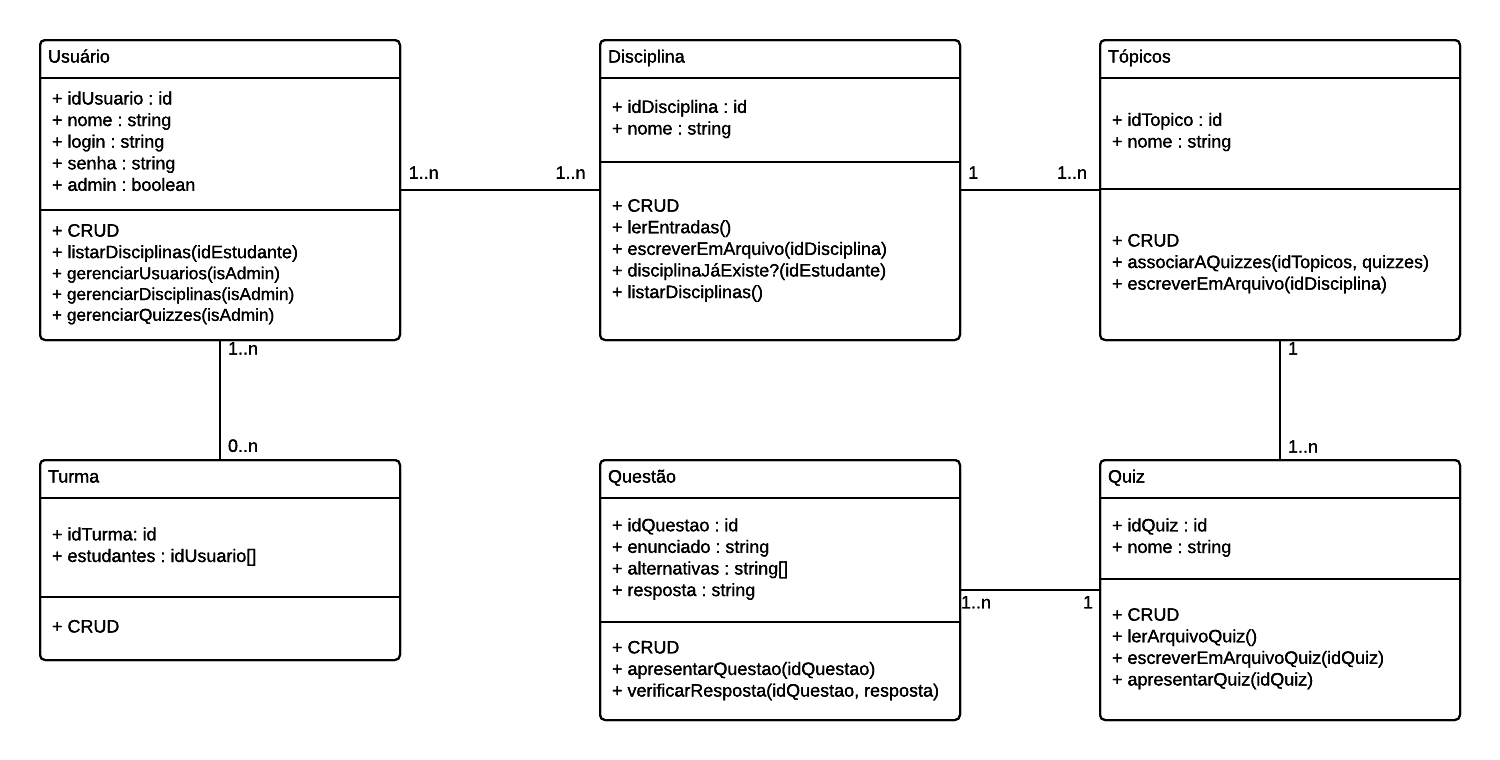 Usuário
+ idUsuario : id
+ nome : string
+ login : string
+ senha : string
+ admin : boolean
+ CRUD
+ listarDisciplinas(idEstudante)
+ gerenciarUsuarios(isAdmin)
+ gerenciarDisciplinas(isAdmin)
+ gerenciarQuizzes(isAdmin)
1..n
1..n
Disciplina
+ idDisciplina : id
+ nome : string
+ CRUD
+ lerEntradas()
+ escreverEmArquivo(idDisciplina)
+ disciplinaJáExiste?(idEstudante)
+ listarDisciplinas()
1
1..n
Tópicos
+ idTopico : id
+ nome : string
+ CRUD
+ associarAQuizzes(idTopicos, quizzes)
+ escreverEmArquivo(idDisciplina)
1..n
0..n
1
1..n
Turma
+ idTurma: id
+ estudantes : idUsuario[]
+ CRUD
Questão
+ idQuestao : id
+ enunciado : string
+ alternativas : string[]
+ resposta : string
+ CRUD
+ apresentarQuestao(idQuestao)
+ verificarResposta(idQuestao, resposta)
1..n
1
Quiz
+ idQuiz : id
+ nome : string
+ CRUD
+ lerArquivoQuiz()
+ escreverEmArquivoQuiz(idQuiz)
+ apresentarQuiz(idQuiz)